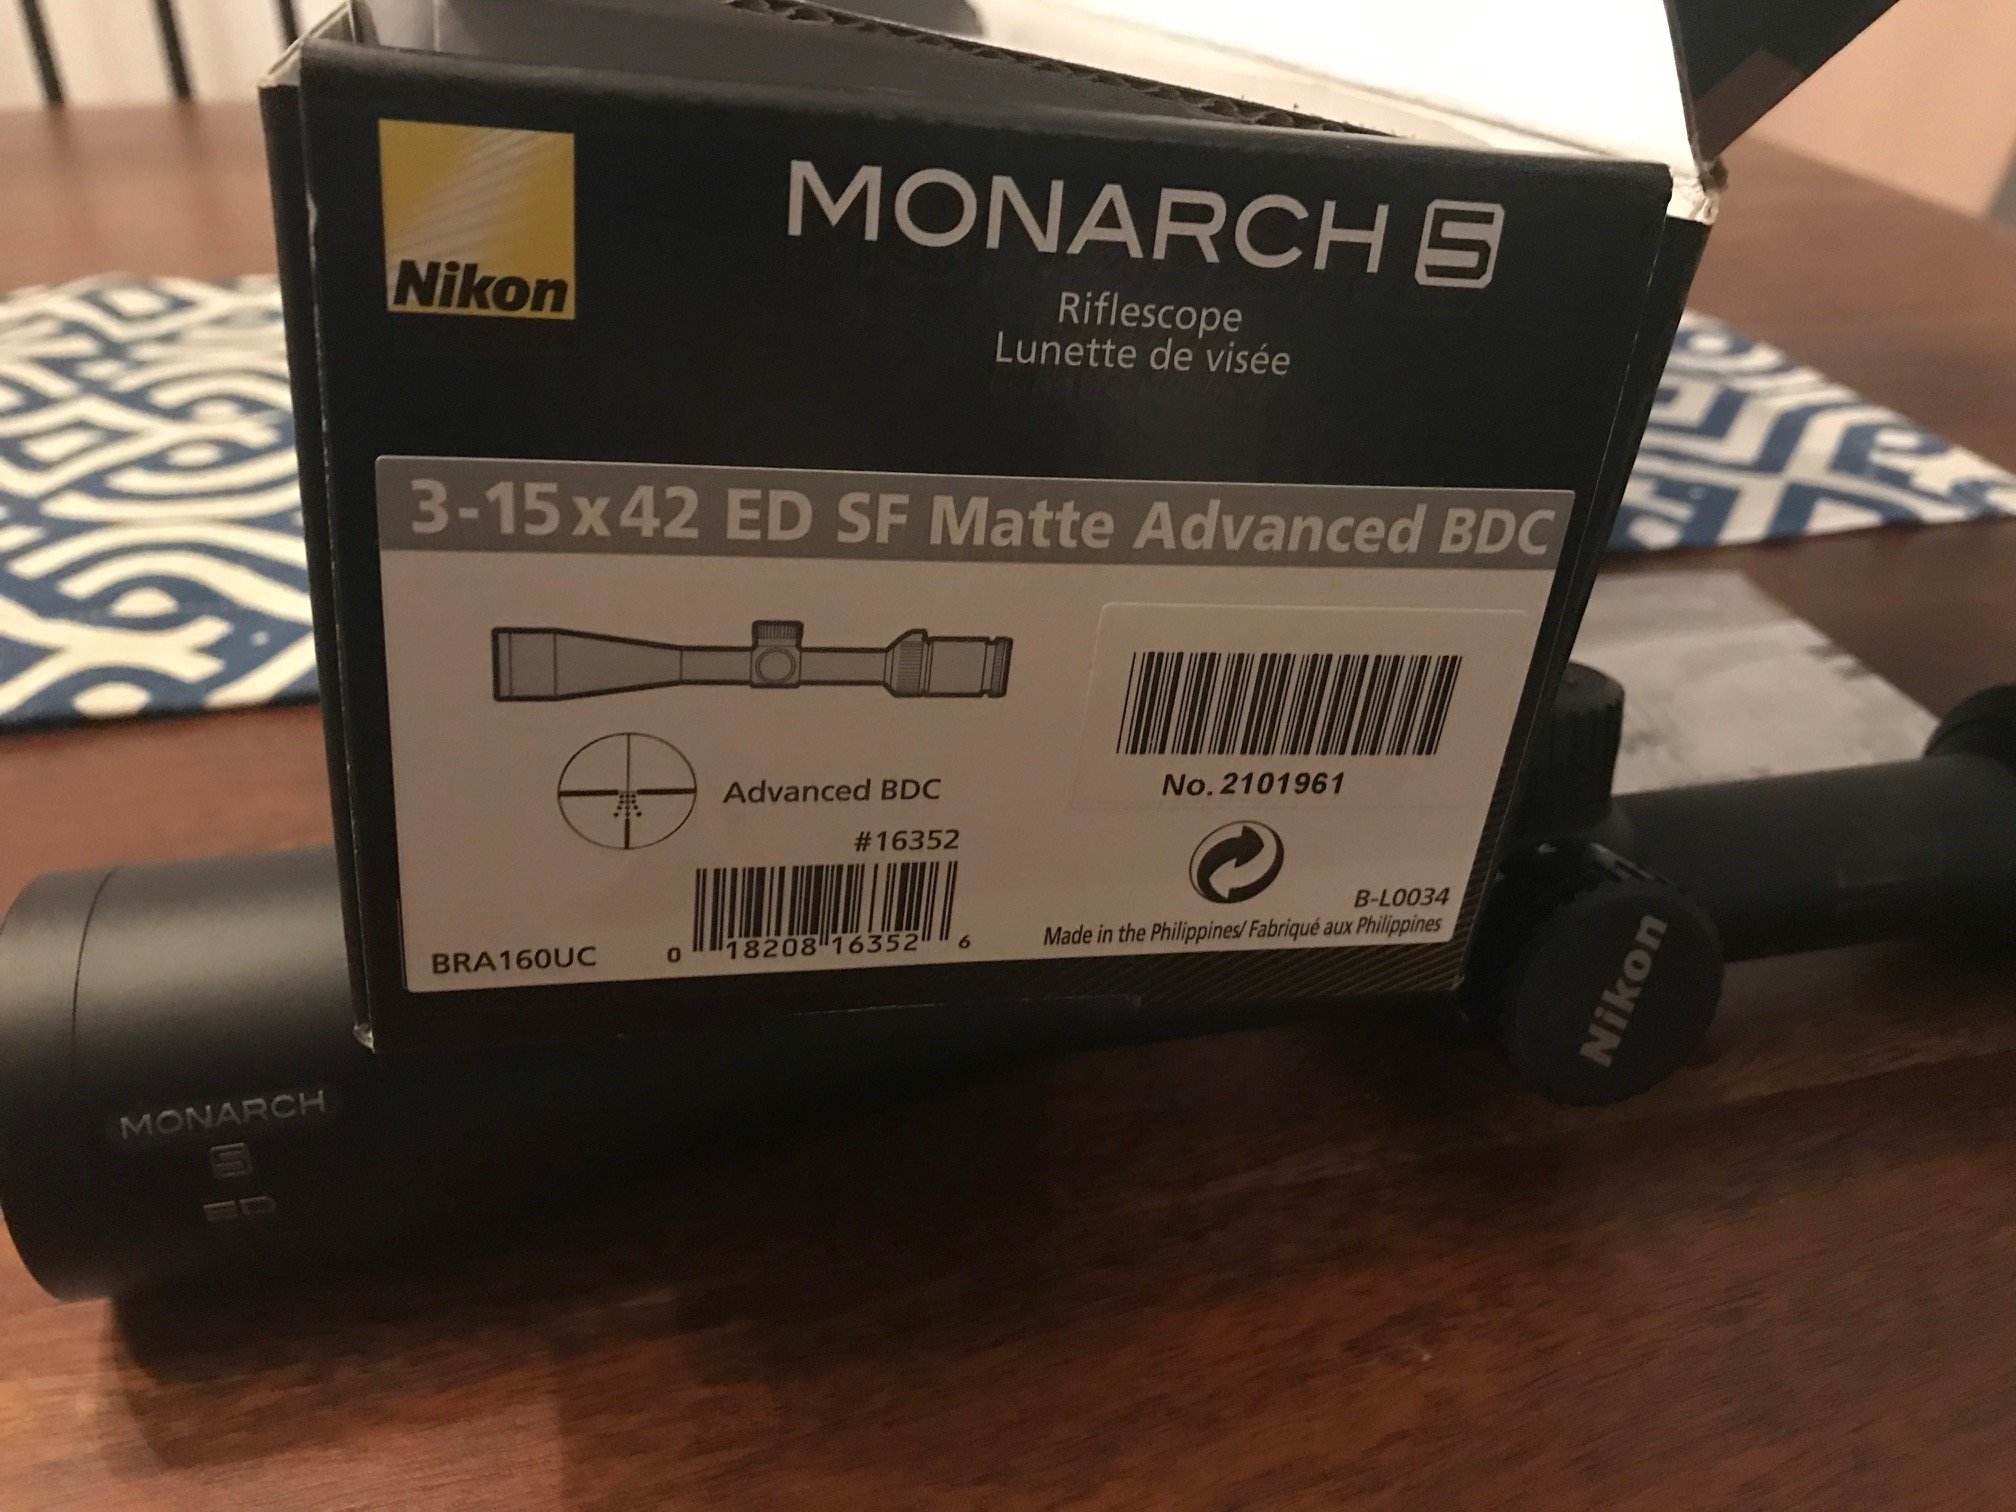 Nikon
MONARCH 5
Riflescope
Lunette de visée
3-15x42 ED SF Matte Advanced BDC
Advanced BDC
#16352
No. 2101961
B-L0034
Made in the Philippines/ Fabriqué aux Philippines
BRA160UC
0 18208 16352 6
MONARCH
5
ED
Nikon